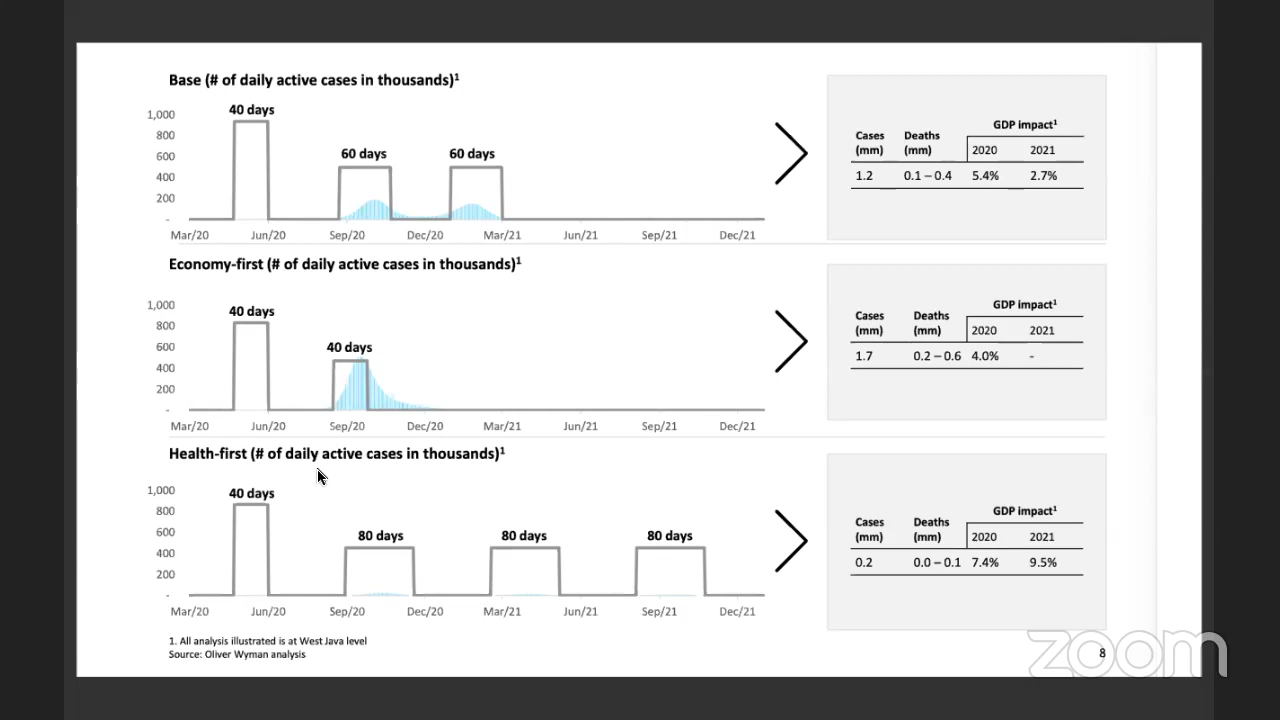 Base (# of daily active cases in thousands)¹
1,000
800
600
400
200
-
40 days
60 days
60 days
Mar/20 Jun/20 Sep/20 Dec/20 Mar/21 Jun/21 Sep/21 Dec/21
GDP impact¹
Cases (mm) Deaths (mm) 2020 2021
1.2 0.1 – 0.4 5.4% 2.7%
Economy-first (# of daily active cases in thousands)¹
1,000
800
600
400
200
-
40 days
40 days
Mar/20 Jun/20 Sep/20 Dec/20 Mar/21 Jun/21 Sep/21 Dec/21
GDP impact¹
Cases (mm) Deaths (mm) 2020 2021
1.7 0.2 – 0.6 4.0% -
Health-first (# of daily active cases in thousands)¹
1,000
800
600
400
200
40 days
80 days
80 days
80 days
Mar/20 Jun/20 Sep/20 Dec/20 Mar/21 Jun/21 Sep/21 Dec/21
GDP impact¹
Cases (mm) Deaths (mm) 2020 2021
0.2 0.0 – 0.1 7.4% 9.5%
1. All analysis illustrated is at West Java level
Source: Oliver Wyman analysis
8
zoom